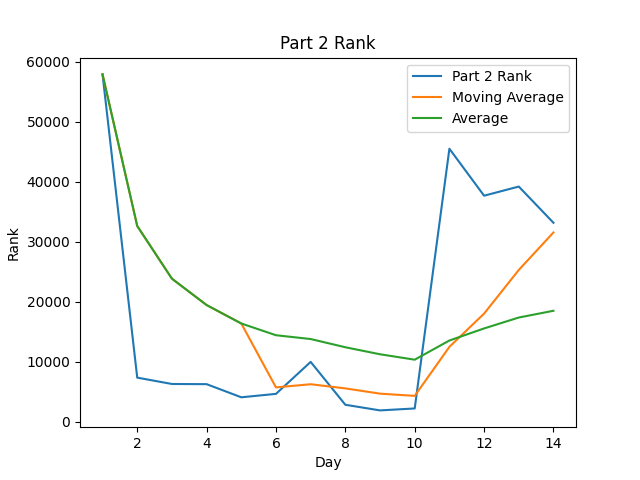 Part 2 Rank
60000
50000
40000
30000
20000
10000
0
Rank
Part 2 Rank
Moving Average
Average
2 4 6 8 10 12 14
Day